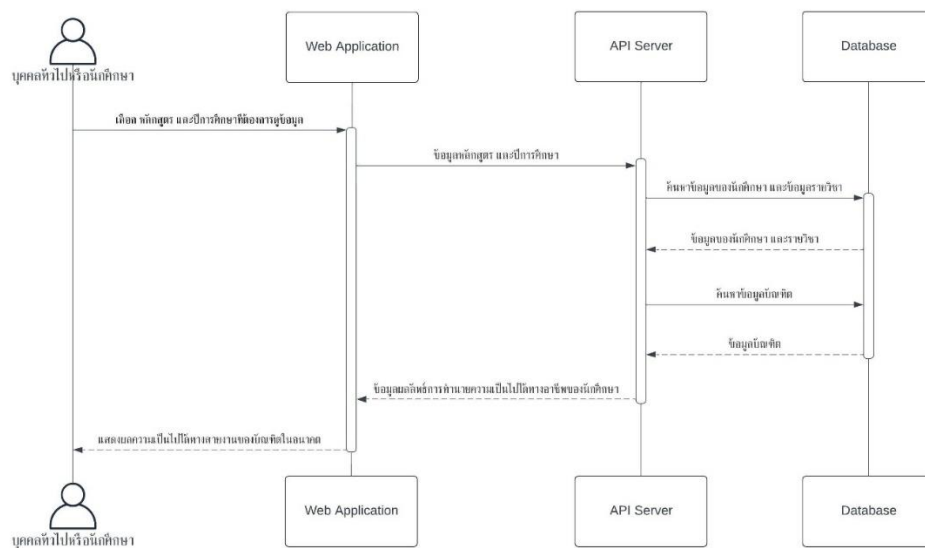 Web Application
API Server
Database
บุคคลทั่วไปหรือนักศึกษา
เลือก หลักสูตร และปีการศึกษาที่ต้องการดูข้อมูล
ข้อมูลหลักสูตร และปีการศึกษา
ค้นหาข้อมูลของนักศึกษา และข้อมูลรายวิชา
ข้อมูลของนักศึกษา และรายวิชา
ค้นหาข้อมูลบัณฑิต
ข้อมูลบัณฑิต
ข้อมูลผลลัพธ์การทำนายความเป็นไปได้ทางอาชีพของนักศึกษา
แสดงผลความเป็นไปได้ทางสายงานของบัณฑิตในอนาคต
Web Application
API Server
Database
บุคคลทั่วไปหรือนักศึกษา